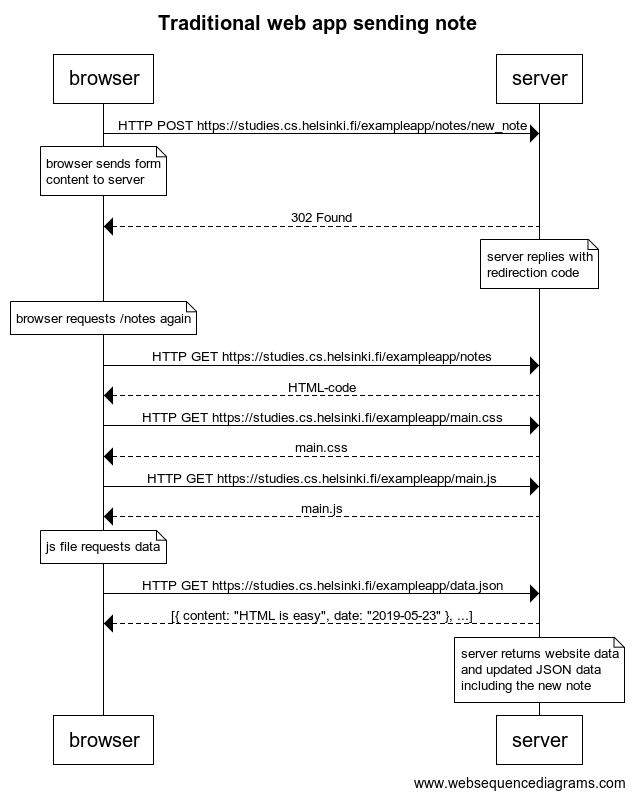 Traditional web app sending note
browser
server
HTTP POST https://studies.cs.helsinki.fi/exampleapp/notes/new_note
browser sends form
content to server
302 Found
server replies with
redirection code
browser requests /notes again
HTTP GET https://studies.cs.helsinki.fi/exampleapp/notes
HTML-code
HTTP GET https://studies.cs.helsinki.fi/exampleapp/main.css
main.css
HTTP GET https://studies.cs.helsinki.fi/exampleapp/main.js
main.js
js file requests data
HTTP GET https://studies.cs.helsinki.fi/exampleapp/data.json
[{ content: "HTML is easy", date: "2019-05-23" }, ...]
server returns website data
and updated JSON data
including the new note
browser
server
www.websequencediagrams.com